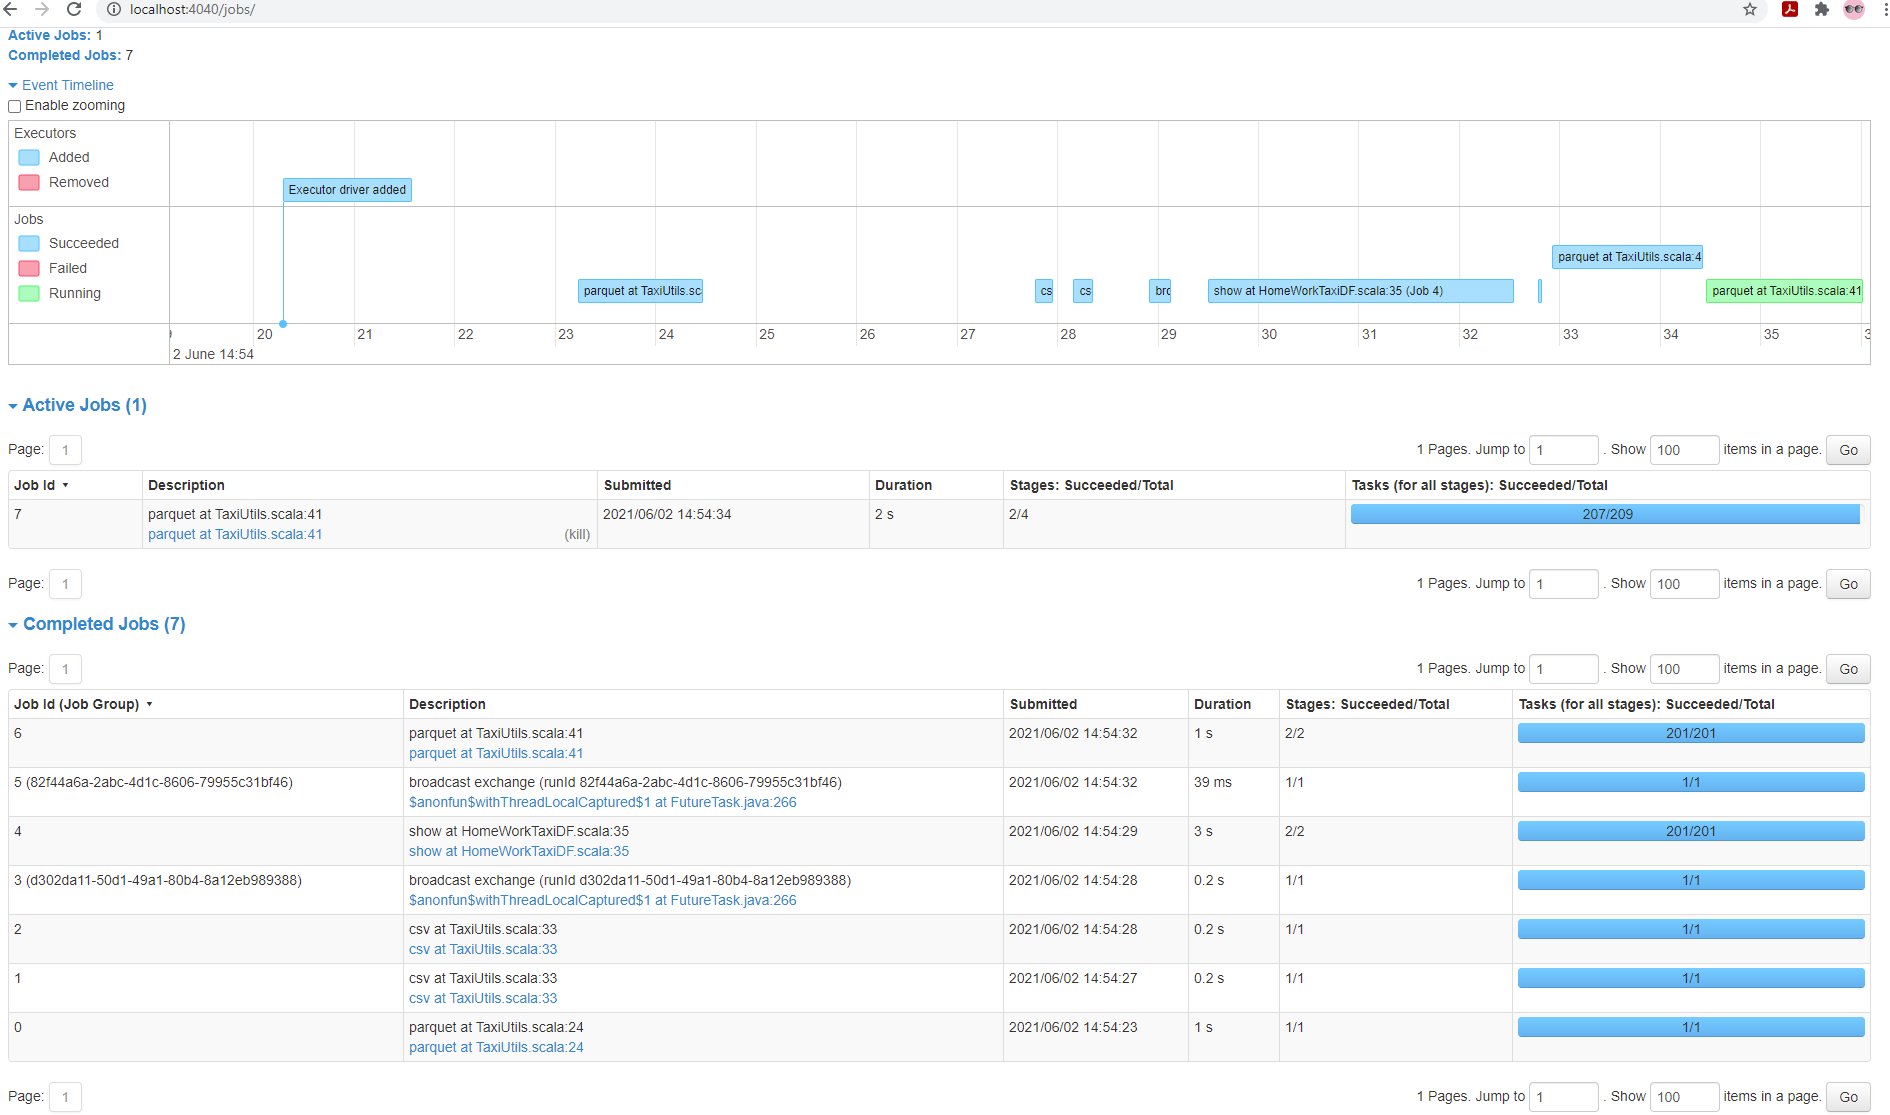 localhost:4040/jobs/
Active Jobs: 1
Completed Jobs: 7
Event Timeline
Enable zooming
Executors
Added
Removed
Executor driver added
Jobs
Succeeded
Failed
Running
parquet at TaxiUtils.sc
cs
cs
bro
show at HomeWorkTaxiDF.scala:35 (Job 4)
parquet at TaxiUtils.scala:4
parquet at TaxiUtils.scala:41
20 21 22 23 24 25 26 27 28 29 30 31 32 33 34 35
2 June 14:54
Active Jobs (1)
Page: 1 1 Pages. Jump to 1 . Show 100 items in a page. Go
Job Id Description Submitted Duration Stages: Succeeded/Total Tasks (for all stages): Succeeded/Total
7 parquet at TaxiUtils.scala:41 2021/06/02 14:54:34 2 s 2/4 207/209
parquet at TaxiUtils.scala:41 (kill)
Page: 1 1 Pages. Jump to 1 . Show 100 items in a page. Go
Completed Jobs (7)
Page: 1 1 Pages. Jump to 1 . Show 100 items in a page. Go
Job Id (Job Group) Description Submitted Duration Stages: Succeeded/Total Tasks (for all stages): Succeeded/Total
6 parquet at TaxiUtils.scala:41 2021/06/02 14:54:32 1 s 2/2 201/201
parquet at TaxiUtils.scala:41
5 (82f44a6a-2abc-4d1c-8606-79955c31bf46) broadcast exchange (runId 82f44a6a-2abc-4d1c-8606-79955c31bf46) 2021/06/02 14:54:32 39 ms 1/1 1/1
$anonfun$withThreadLocalCaptured$1 at FutureTask.java:266
4 show at HomeWorkTaxiDF.scala:35 2021/06/02 14:54:29 3 s 2/2 201/201
show at HomeWorkTaxiDF.scala:35
3 (d302da11-50d1-49a1-80b4-8a12eb989388) broadcast exchange (runId d302da11-50d1-49a1-80b4-8a12eb989388) 2021/06/02 14:54:28 0.2 s 1/1 1/1
$anonfun$withThreadLocalCaptured$1 at FutureTask.java:266
2 csv at TaxiUtils.scala:33 2021/06/02 14:54:28 0.2 s 1/1 1/1
csv at TaxiUtils.scala:33
1 csv at TaxiUtils.scala:33 2021/06/02 14:54:27 0.2 s 1/1 1/1
csv at TaxiUtils.scala:33
0 parquet at TaxiUtils.scala:24 2021/06/02 14:54:23 1 s 1/1 1/1
parquet at TaxiUtils.scala:24
Page: 1 1 Pages. Jump to 1 . Show 100 items in a page. Go